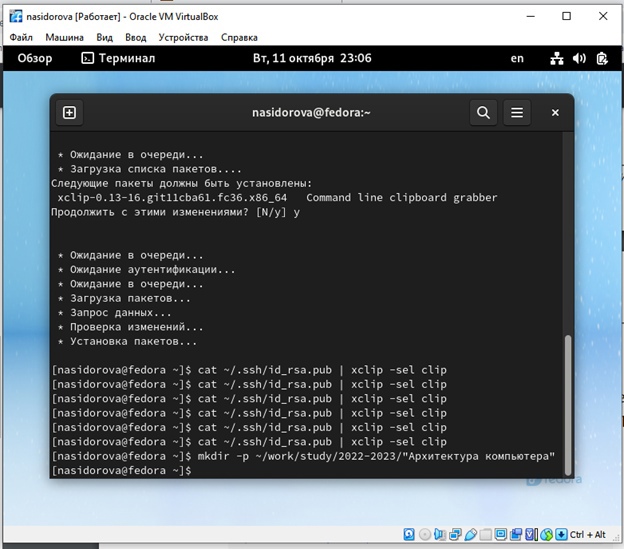 nasidorova [Работает] - Oracle VM VirtualBox
Файл Машина Вид Ввод Устройства Справка
Обзор Терминал Вт, 11 октября 23:06 en
nasidorova@fedora:~
* Ожидание в очереди...
* Загрузка списка пакетов....
Следующие пакеты должны быть установлены:
xclip-0.13-16.git11cba61.fc36.x86_64 Command line clipboard grabber
Продолжить с этими изменениями? [N/y] y
* Ожидание в очереди...
* Ожидание аутентификации...
* Ожидание в очереди...
* Загрузка пакетов...
* Запрос данных...
* Проверка изменений...
* Установка пакетов...
[nasidorova@fedora ~]$ cat ~/.ssh/id_rsa.pub | xclip -sel clip
[nasidorova@fedora ~]$ cat ~/.ssh/id_rsa.pub | xclip -sel clip
[nasidorova@fedora ~]$ cat ~/.ssh/id_rsa.pub | xclip -sel clip
[nasidorova@fedora ~]$ cat ~/.ssh/id_rsa.pub | xclip -sel clip
[nasidorova@fedora ~]$ cat ~/.ssh/id_rsa.pub | xclip -sel clip
[nasidorova@fedora ~]$ cat ~/.ssh/id_rsa.pub | xclip -sel clip
[nasidorova@fedora ~]$ mkdir -p ~/work/study/2022-2023/"Архитектура компьютера"
[nasidorova@fedora ~]$
fedora
Ctrl + Alt